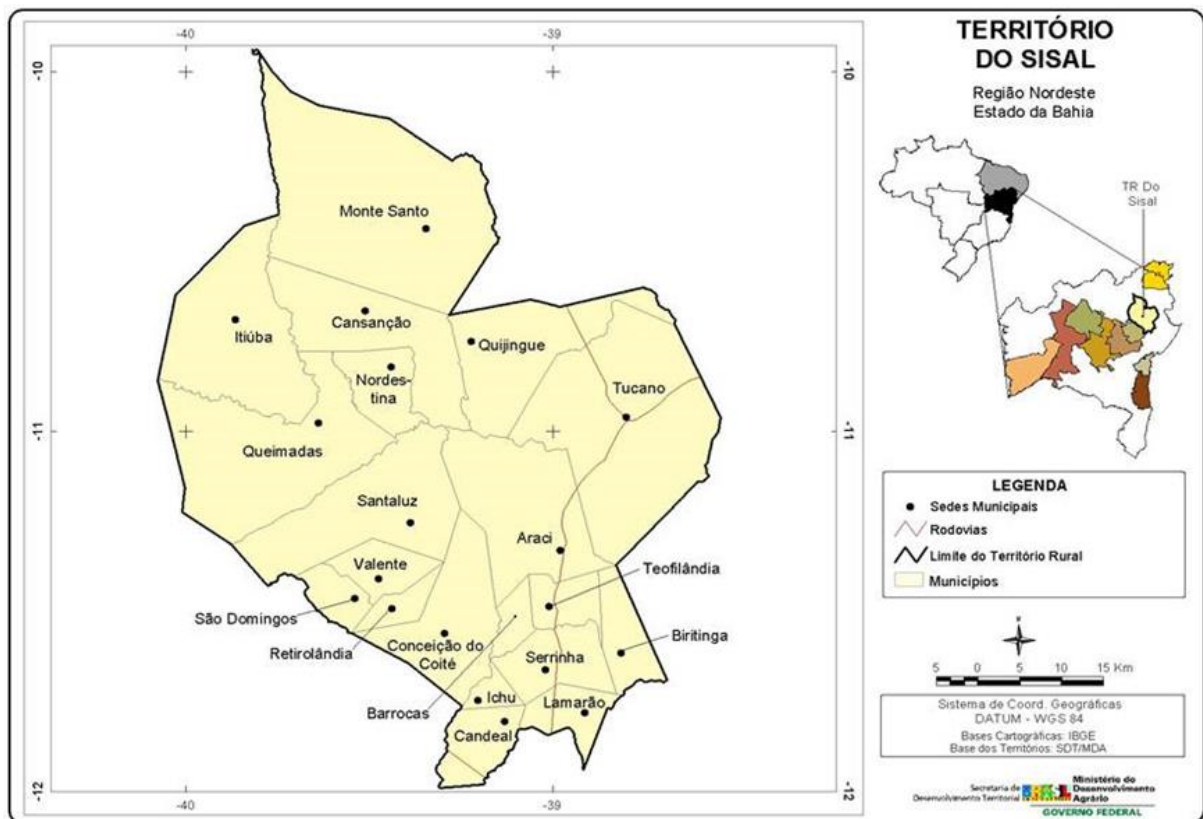 -40
-39
-10
-10
Monte Santo
Cansanção
Itiúba
Quijingue
Nordes-
tina
Tucano
-11
-11
Queimadas
Santaluz
Araci
Valente
Teofilândia
São Domingos
Biritinga
Retirolândia
Conceição do
Coité
Serrinha
Ichu
Lamarão
Barrocas
Candeal
-12
-12
-40
-39
TERRITÓRIO
DO SISAL
Região Nordeste
Estado da Bahia
TR Do
Sisal
LEGENDA
Sedes Municipais
Rodovias
Limite do Território Rural
Municípios
N
5 0 5 10 15 Km
Sistema de Coord. Geográficas
DATUM - WGS 84
Bases Cartográficas: IBGE
Base dos Territórios: SDT/MDA
Secretaria de
Desenvolvimento Territorial
BRASIL
Ministério do
Desenvolvimento
Agrário
GOVERNO FEDERAL